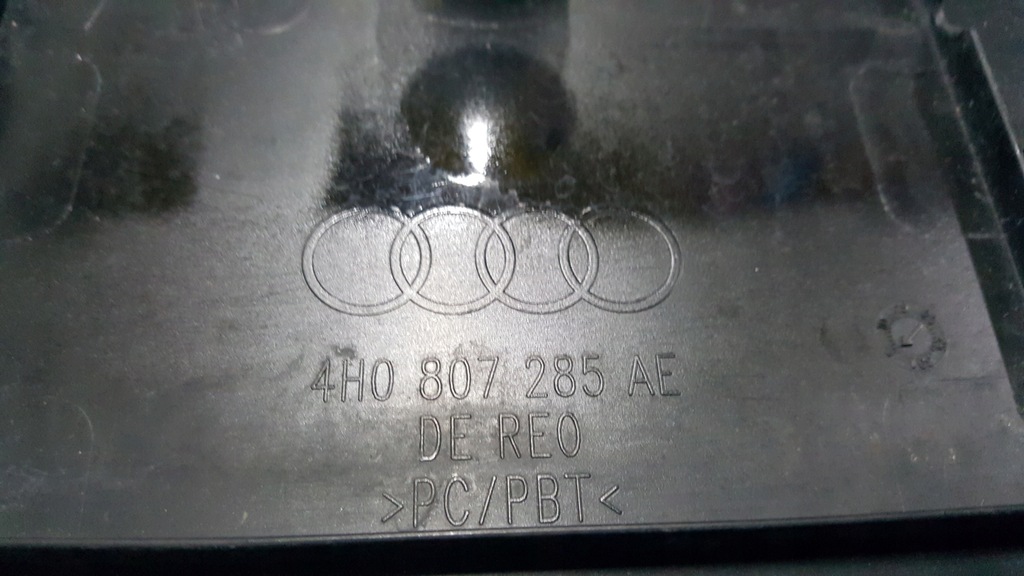 4H0 807 285 AE
DE REO
>PC/PBT<